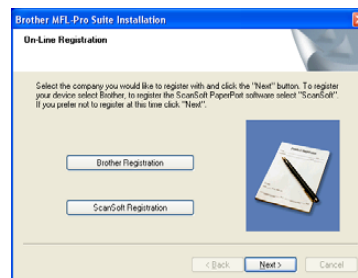 Brother MFL-Pro Suite Installation
On-Line Registration
Select the company you would like to register with and click the "Next" button. To register
your device select Brother, to register the ScanSoft PaperPort software select "ScanSoft".
If you prefer not to register at this time click "Next".
Brother Registration
ScanSoft Registration
< Back
Next >
Cancel